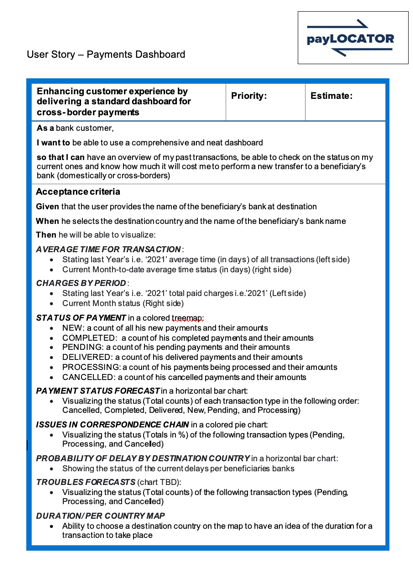 payLOCATOR
User Story – Payments Dashboard
Enhancing customer experience by
delivering a standard dashboard for
cross-border payments
Priority:
Estimate:
As a bank customer,
I want to be able to use a comprehensive and neat dashboard
so that I can have an overview of my past transactions, be able to check on the status on my
current ones and know how much it will cost me to perform a new transfer to a beneficiary's
bank (domestically or cross-borders)
Acceptance criteria
Given that the user provides the name of the beneficiary's bank at destination
When he selects the destination country and the name of the beneficiary's bank name
Then he will be able to visualize:
AVERAGE TIME FOR TRANSACTION:
• Stating last Year's i.e. '2021' average time (in days) of all transactions (left side)
• Current Month-to-date average time status (in days) (right side)
CHARGES BY PERIOD:
• Stating last Year's i.e. '2021' total paid charges i.e.'2021' (Left side)
• Current Month status (Right side)
STATUS OF PAYMENT in a colored treemap:
• NEW: a count of all his new payments and their amounts
• COMPLETED: a count of his completed payments and their amounts
• PENDING: a count of his pending payments and their amounts
• DELIVERED: a count of his delivered payments and their amounts
• PROCESSING: a count of his payments being processed and their amounts
• CANCELLED: a count of his cancelled payments and their amounts
PAYMENT STATUS FORECAST in a horizontal bar chart:
• Visualizing the status (Total counts) of each transaction type in the following order:
Cancelled, Completed, Delivered, New, Pending, and Processing)
ISSUES IN CORRESPONDENCE CHAIN in a colored pie chart:
• Visualizing the status (Totals in %) of the following transaction types (Pending,
Processing, and Cancelled)
PROBABILITY OF DELAY BY DESTINATION COUNTRY in a horizontal bar chart:
• Showing the status of the current delays per beneficiaries banks
TROUBLES FORECASTS (chart TBD):
• Visualizing the status (Total counts) of the following transaction types (Pending,
Processing, and Cancelled)
DURATION/PER COUNTRY MAP
• Ability to choose a destination country on the map to have an idea of the duration for a
transaction to take place